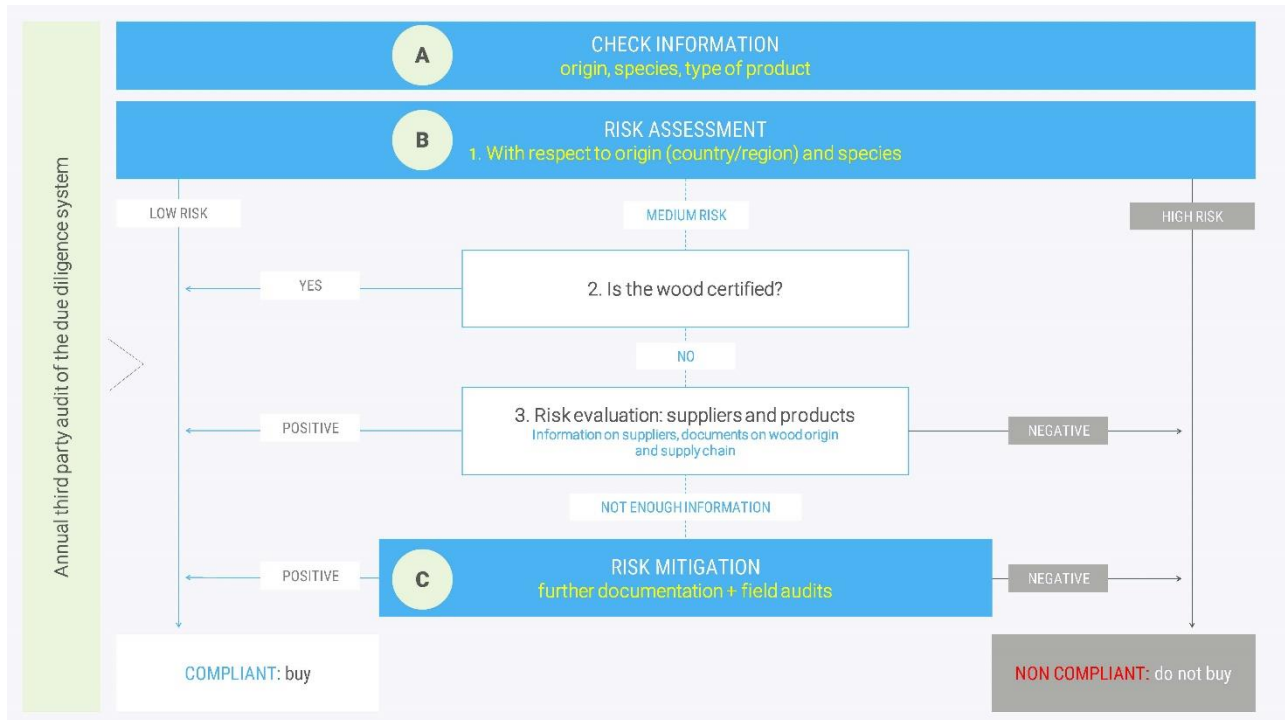 Annual third party audit of the due diligence system
A
CHECK INFORMATION
origin, species, type of product
B
RISK ASSESSMENT
1. With respect to origin (country/region) and species
LOW RISK
MEDIUM RISK
HIGH RISK
YES
2. Is the wood certified?
NO
POSITIVE
3. Risk evaluation: suppliers and products
Information on suppliers, documents on wood origin
and supply chain
NEGATIVE
NOT ENOUGH INFORMATION
POSITIVE
C
RISK MITIGATION
further documentation + field audits
NEGATIVE
COMPLIANT: buy
NON COMPLIANT: do not buy